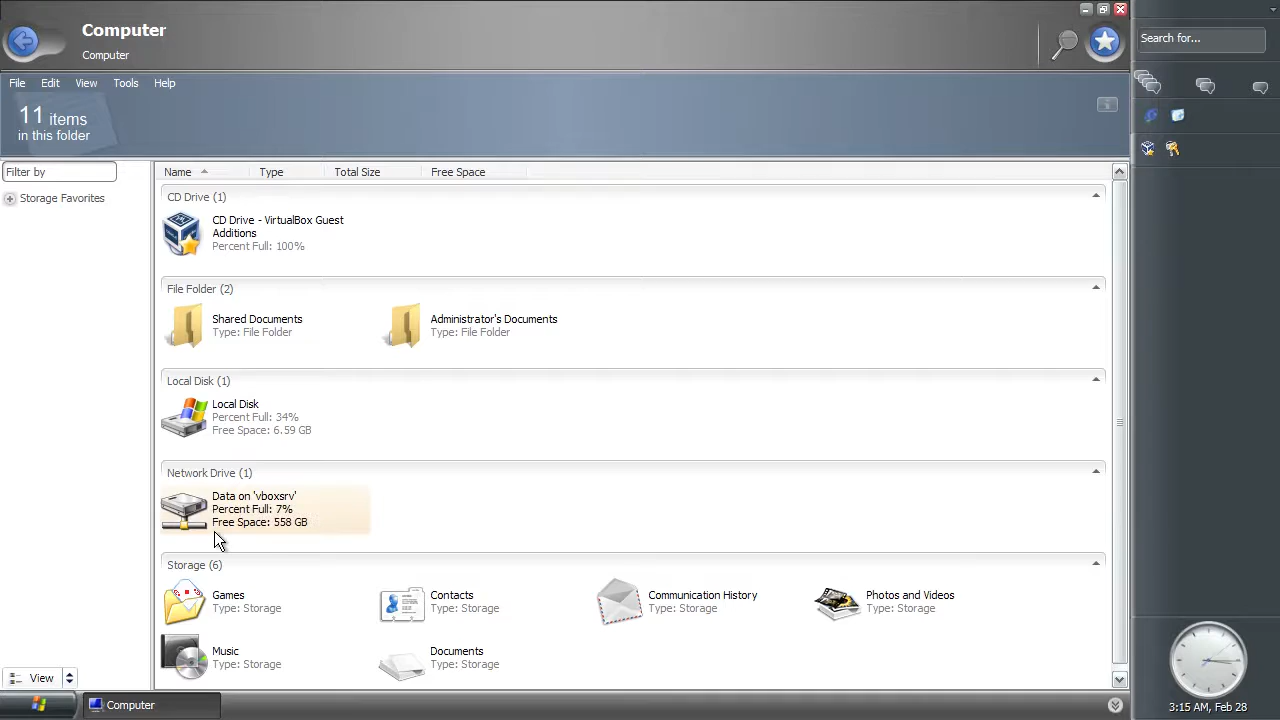 Computer
Computer
Search for...
File Edit View Tools Help
11 items
in this folder
Filter by
Storage Favorites
Name Type Total Size Free Space
CD Drive (1)
CD Drive - VirtualBox Guest
Additions
Percent Full: 100%
File Folder (2)
Shared Documents
Type: File Folder
Administrator's Documents
Type: File Folder
Local Disk (1)
Local Disk
Percent Full: 34%
Free Space: 6.59 GB
Network Drive (1)
Data on 'vboxsrv'
Percent Full: 7%
Free Space: 558 GB
Storage (6)
Games
Type: Storage
Contacts
Type: Storage
Communication History
Type: Storage
Photos and Videos
Type: Storage
Music
Type: Storage
Documents
Type: Storage
View
Computer
3:15 AM, Feb 28